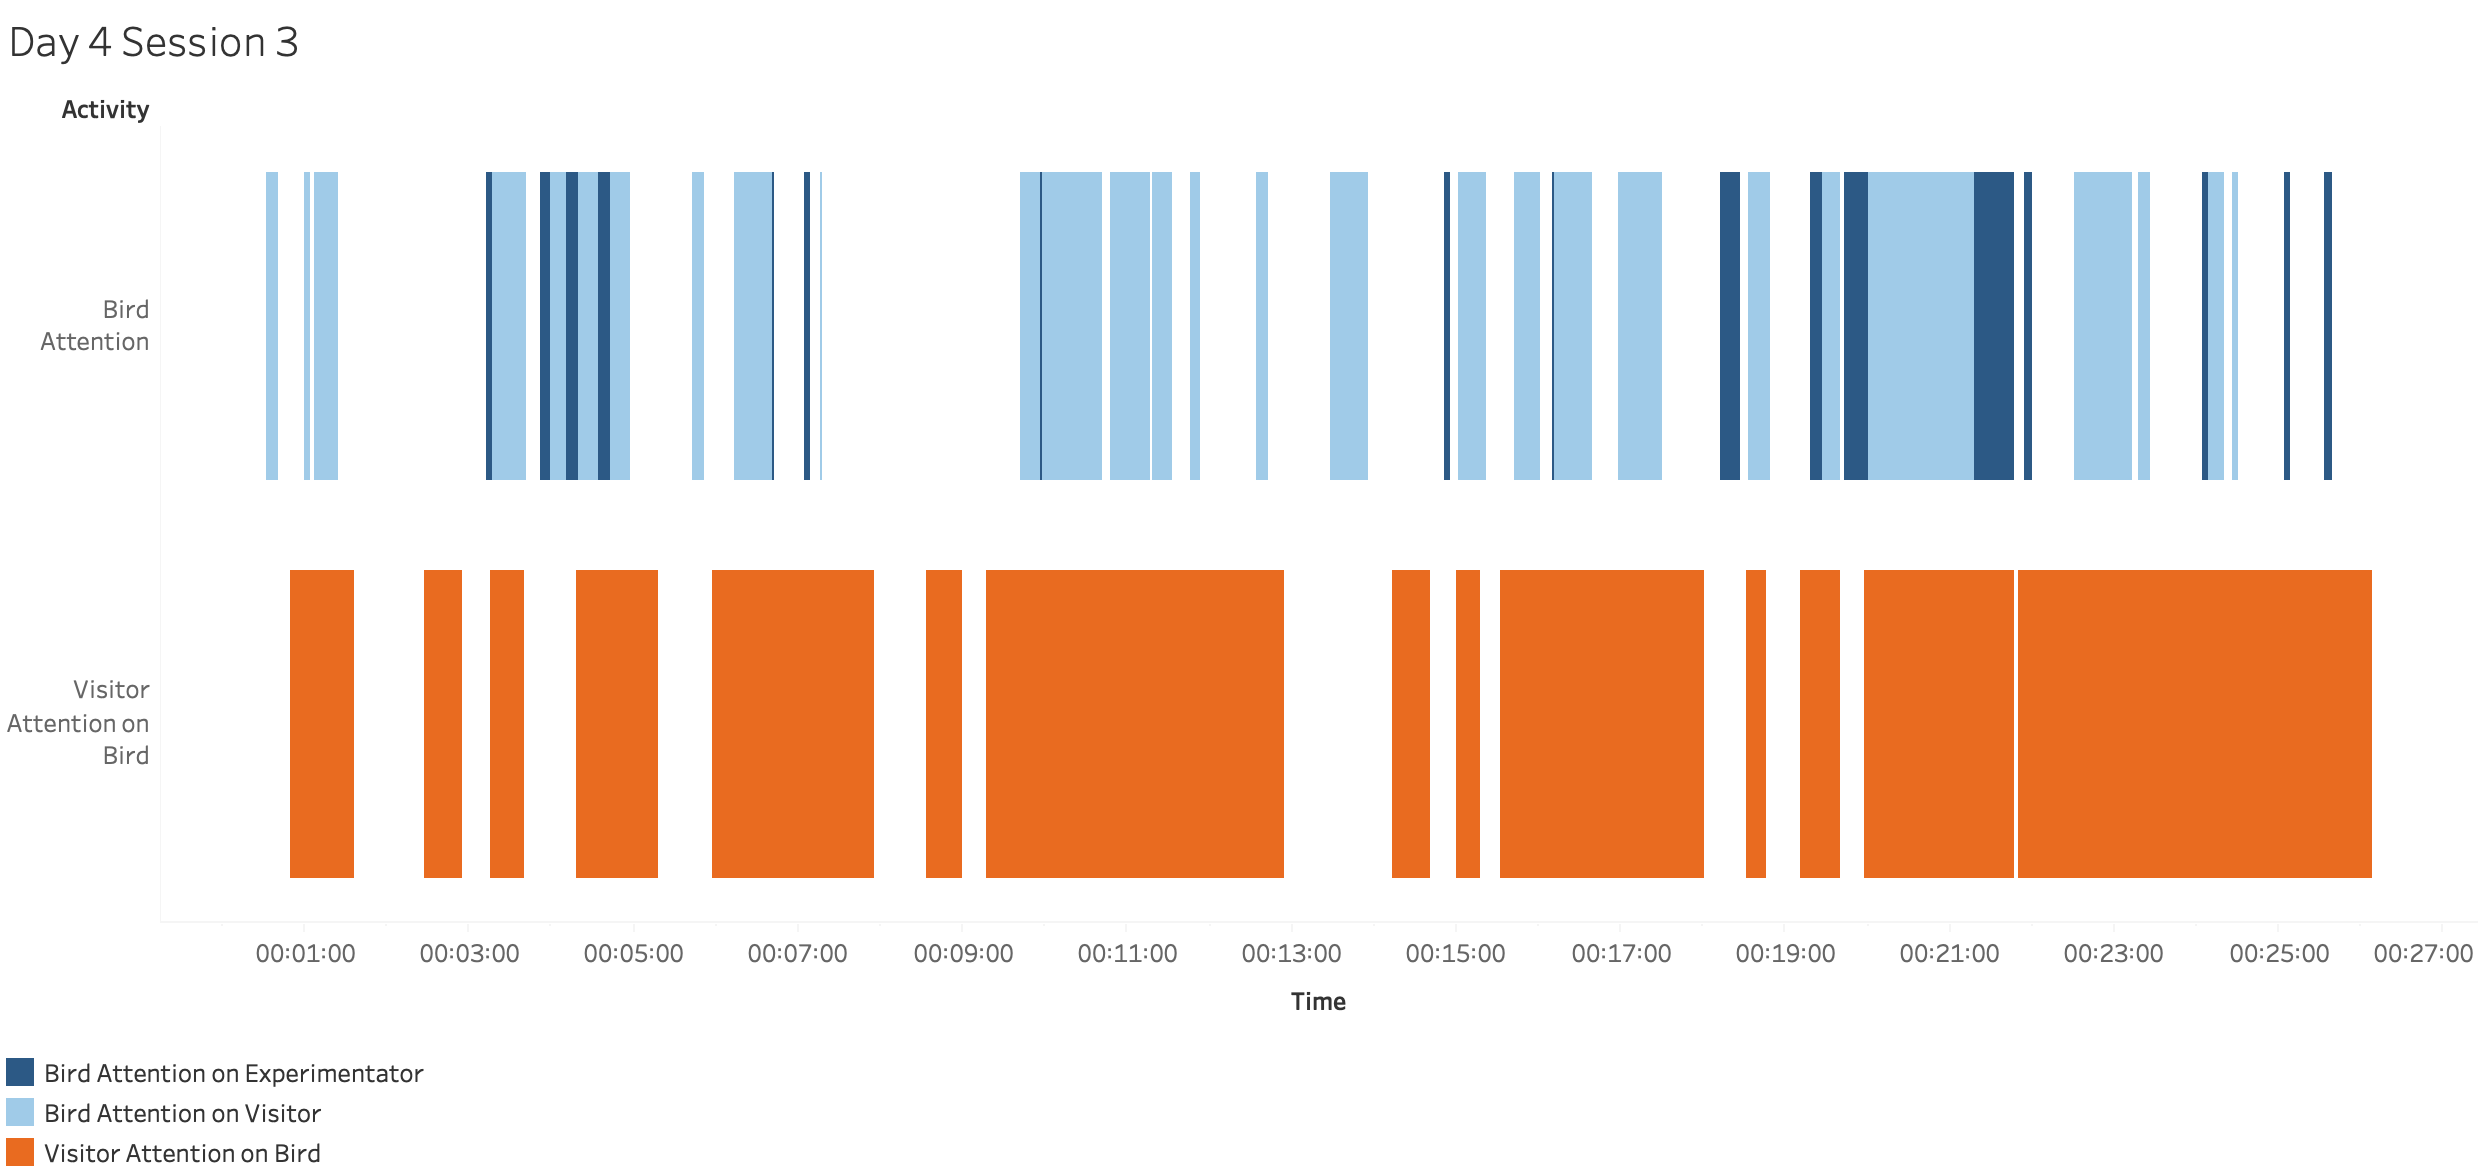 Day 4 Session 3
Activity
Bird
Attention
Visitor
Attention on
Bird
00:01:00 00:03:00 00:05:00 00:07:00 00:09:00 00:11:00 00:13:00 00:15:00 00:17:00 00:19:00 00:21:00 00:23:00 00:25:00 00:27:00
Time
Bird Attention on Experimentator
Bird Attention on Visitor
Visitor Attention on Bird